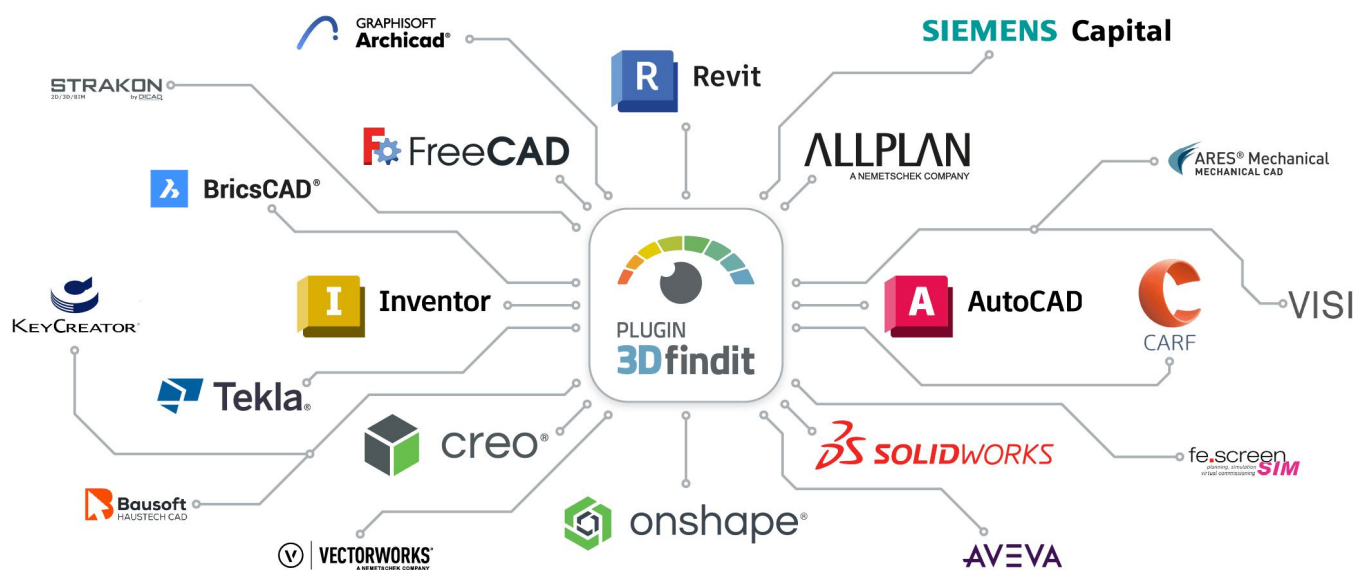 GRAPHISOFT
Archicad®
SIEMENS Capital
R Revit
STRAKON
2D/3D/BIM by DICAD
FreeCAD
ALLPLAN
A NEMETSCHEK COMPANY
ARES® Mechanical
MECHANICAL CAD
BricsCAD®
I Inventor
A AutoCAD
KEYCREATOR®
VISI
CARF
PLUGIN
3Dfindit
Tekla®
creo®
SOLIDWORKS
fe.screen
planning, simulation
virtual commissioning SIM
Bausoft
HAUSTECH CAD
onshape®
V VECTORWORKS®
A NEMETSCHEK COMPANY
AVEVA